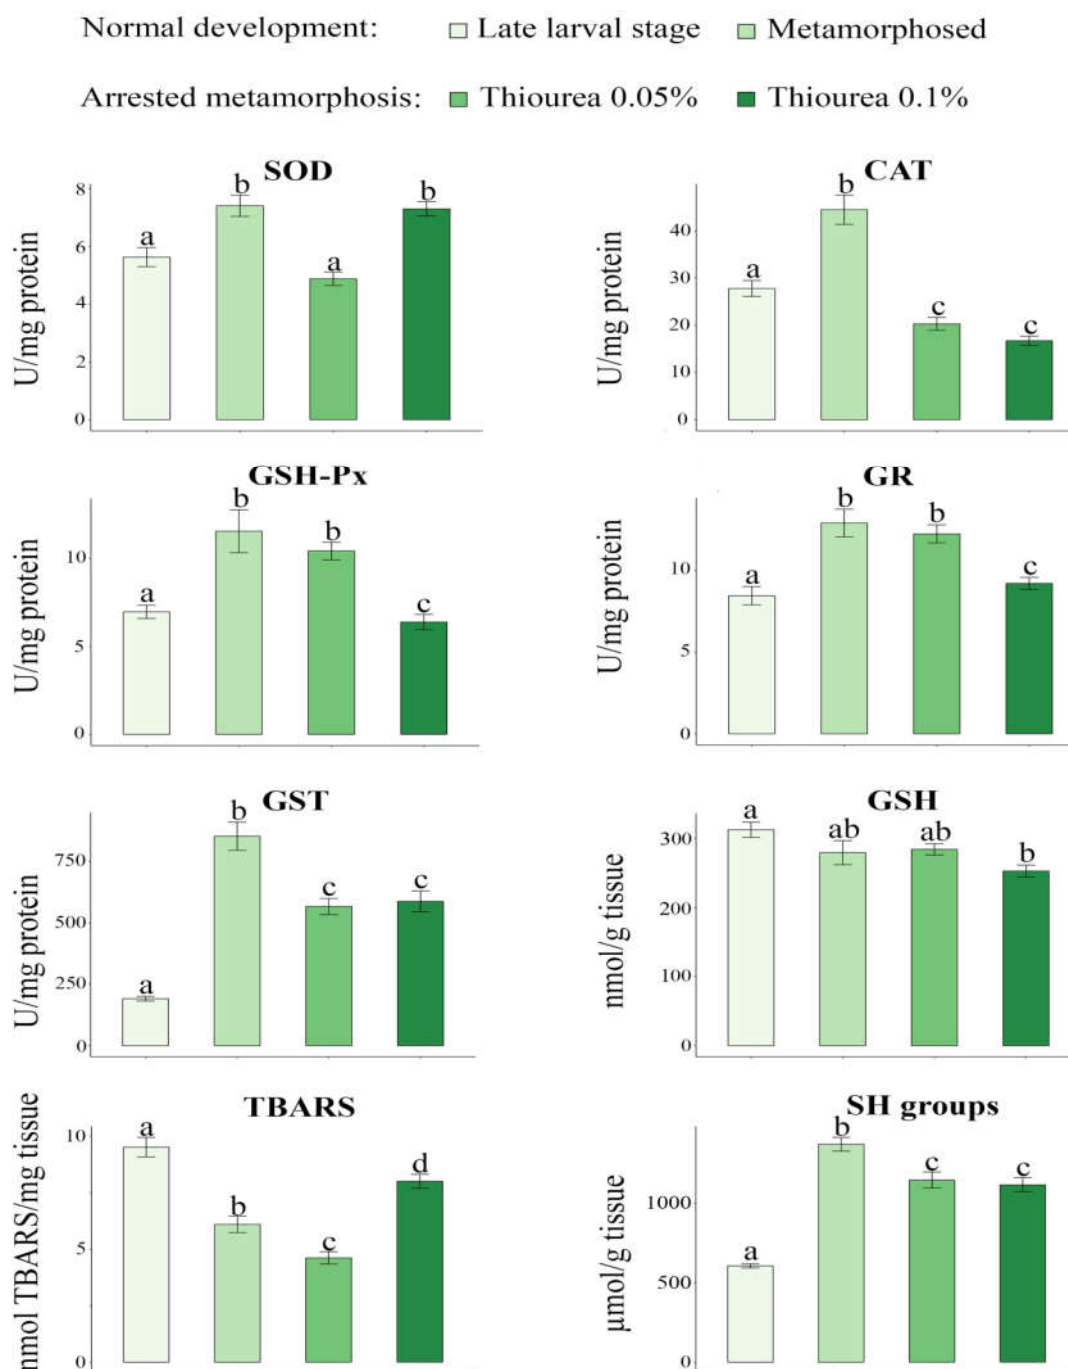 Normal development: Late larval stage Metamorphosed
Arrested metamorphosis: Thiourea 0.05% Thiourea 0.1%
SOD
U/mg protein
8
6
4
2
0
a
b
a
b
CAT
U/mg protein
40
30
20
10
0
a
b
c
c
GSH-Px
U/mg protein
10
5
0
a
b
b
c
GR
U/mg protein
10
5
0
a
b
b
c
GST
U/mg protein
750
500
250
0
a
b
c
c
GSH
nmol/g tissue
300
200
100
0
a
ab
ab
b
TBARS
nmol TBARS/mg tissue
10
5
0
a
b
c
d
SH groups
µmol/g tissue
1000
500
0
a
b
c
c